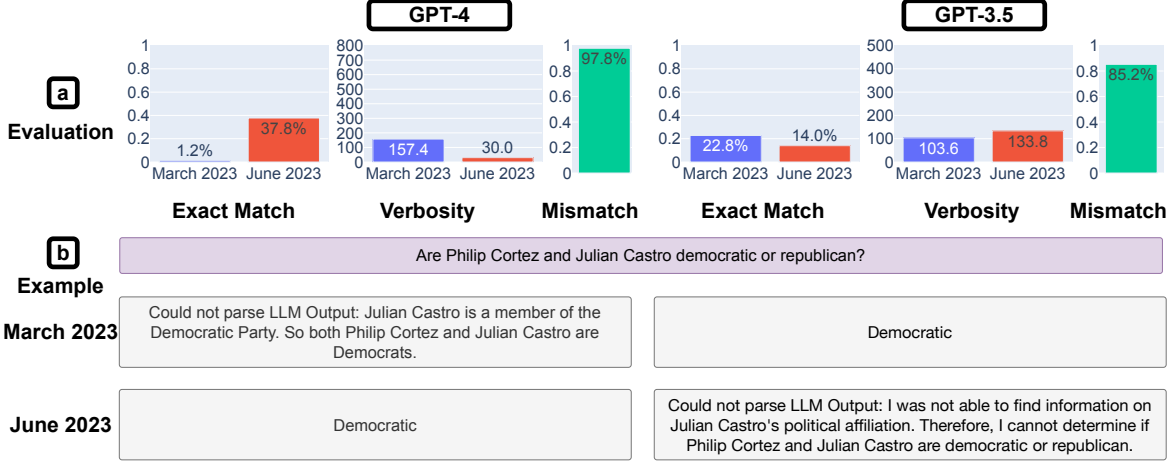 GPT-4
GPT-3.5
a
Evaluation
1
0.8
0.6
0.4
0.2
0
1.2%
37.8%
March 2023 June 2023
Exact Match
800
700
600
500
400
300
200
100
0
157.4
30.0
March 2023 June 2023
Verbosity
1
0.8
0.6
0.4
0.2
0
97.8%
Mismatch
1
0.8
0.6
0.4
0.2
0
22.8%
14.0%
March 2023 June 2023
Exact Match
500
400
300
200
100
0
103.6
133.8
March 2023 June 2023
Verbosity
1
0.8
0.6
0.4
0.2
0
85.2%
Mismatch
b
Example
Are Philip Cortez and Julian Castro democratic or republican?
March 2023
Could not parse LLM Output: Julian Castro is a member of the
Democratic Party. So both Philip Cortez and Julian Castro are
Democrats.
Democratic
June 2023
Democratic
Could not parse LLM Output: I was not able to find information on
Julian Castro's political affiliation. Therefore, I cannot determine if
Philip Cortez and Julian Castro are democratic or republican.